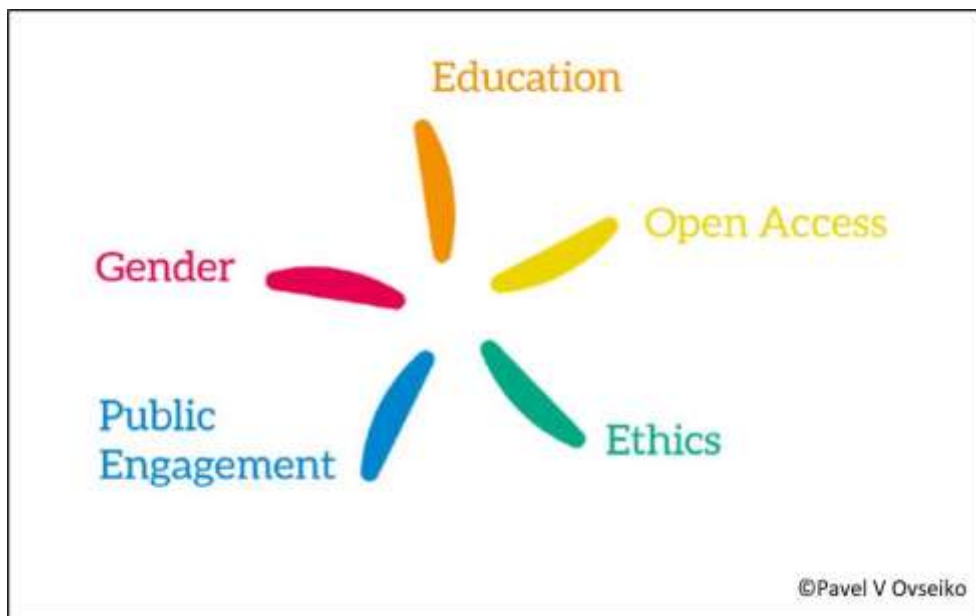 Education
Open Access
Gender
Public
Engagement
Ethics
©Pavel V Ovseiko